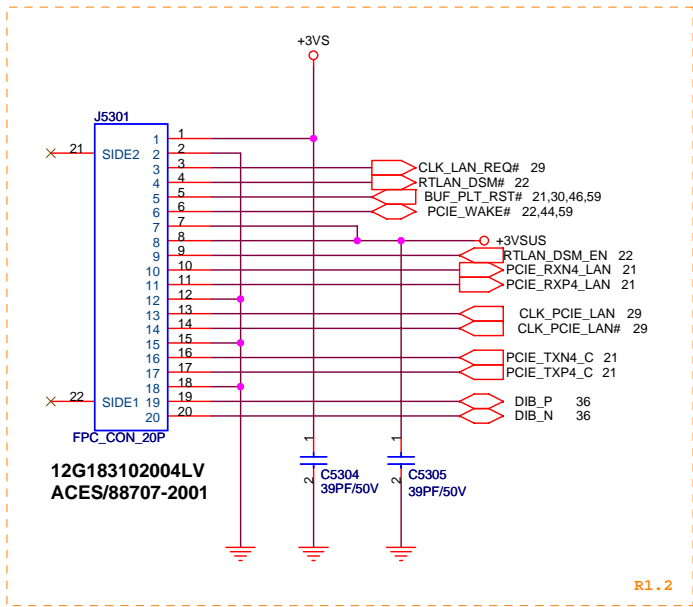 +3VS
J5301
21 SIDE2 1 1
2 2
3 3 CLK_LAN_REQ# 29
4 4 RTLAN_DSM# 22
5 5 BUF_PLT_RST# 21,30,46,59
6 6 PCIE_WAKE# 22,44,59
7 7
8 8 +3VSUS
9 9 RTLAN_DSM_EN 22
10 10 PCIE_RXN4_LAN 21
11 11 PCIE_RXP4_LAN 21
12 12
13 13 CLK_PCIE_LAN 29
14 14 CLK_PCIE_LAN# 29
15 15
16 16 PCIE_TXN4_C 21
17 17 PCIE_TXP4_C 21
18 18
22 SIDE1 19 19 DIB_P 36
20 20 DIB_N 36
FPC_CON_20P
12G183102004LV
ACES/88707-2001
1 2 C5304
39PF/50V
1 2 C5305
39PF/50V
R1.2